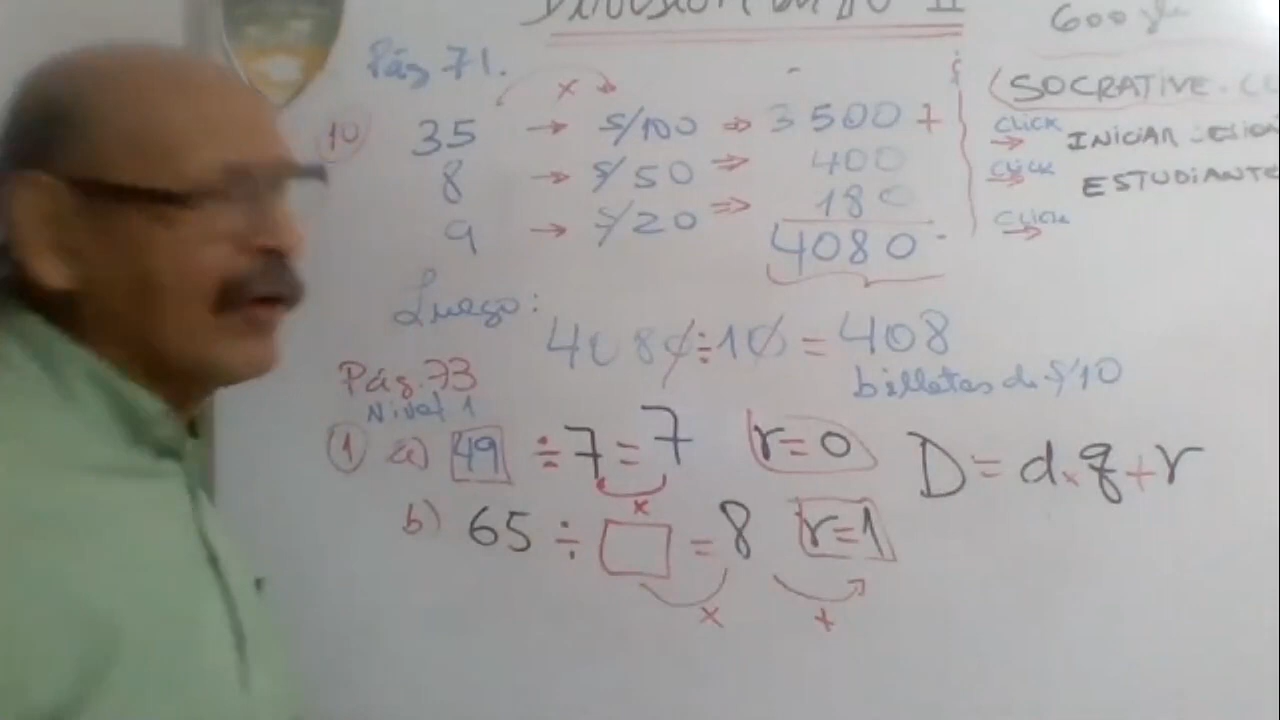 600
Pág 71.
x
10 35 → S/100 ⇒ 3500 +
8 → S/50 ⇒ 400
9 → S/20 ⇒ 180
4080
SOCRATIVE.
CLICK → INICIAR
CLICK → ESTUDIANTE
CLICK →
Luego:
4080÷10 = 408
billetes de S/10
Pág. 73
Nivel 1
1 a) 49 ÷ 7 = 7 r=0 D = d x q + r
x
b) 65 ÷ = 8 r=1
x +